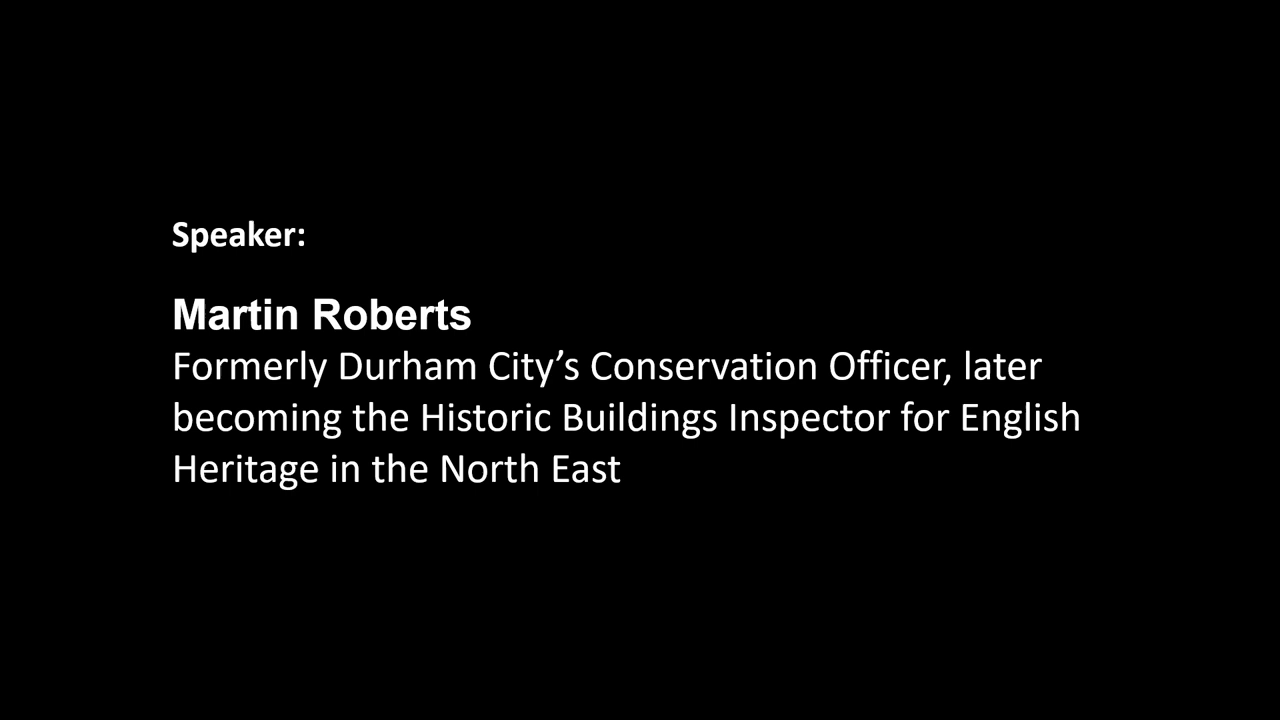 Speaker:
Martin Roberts
Formerly Durham City’s Conservation Officer, later
becoming the Historic Buildings Inspector for English
Heritage in the North East